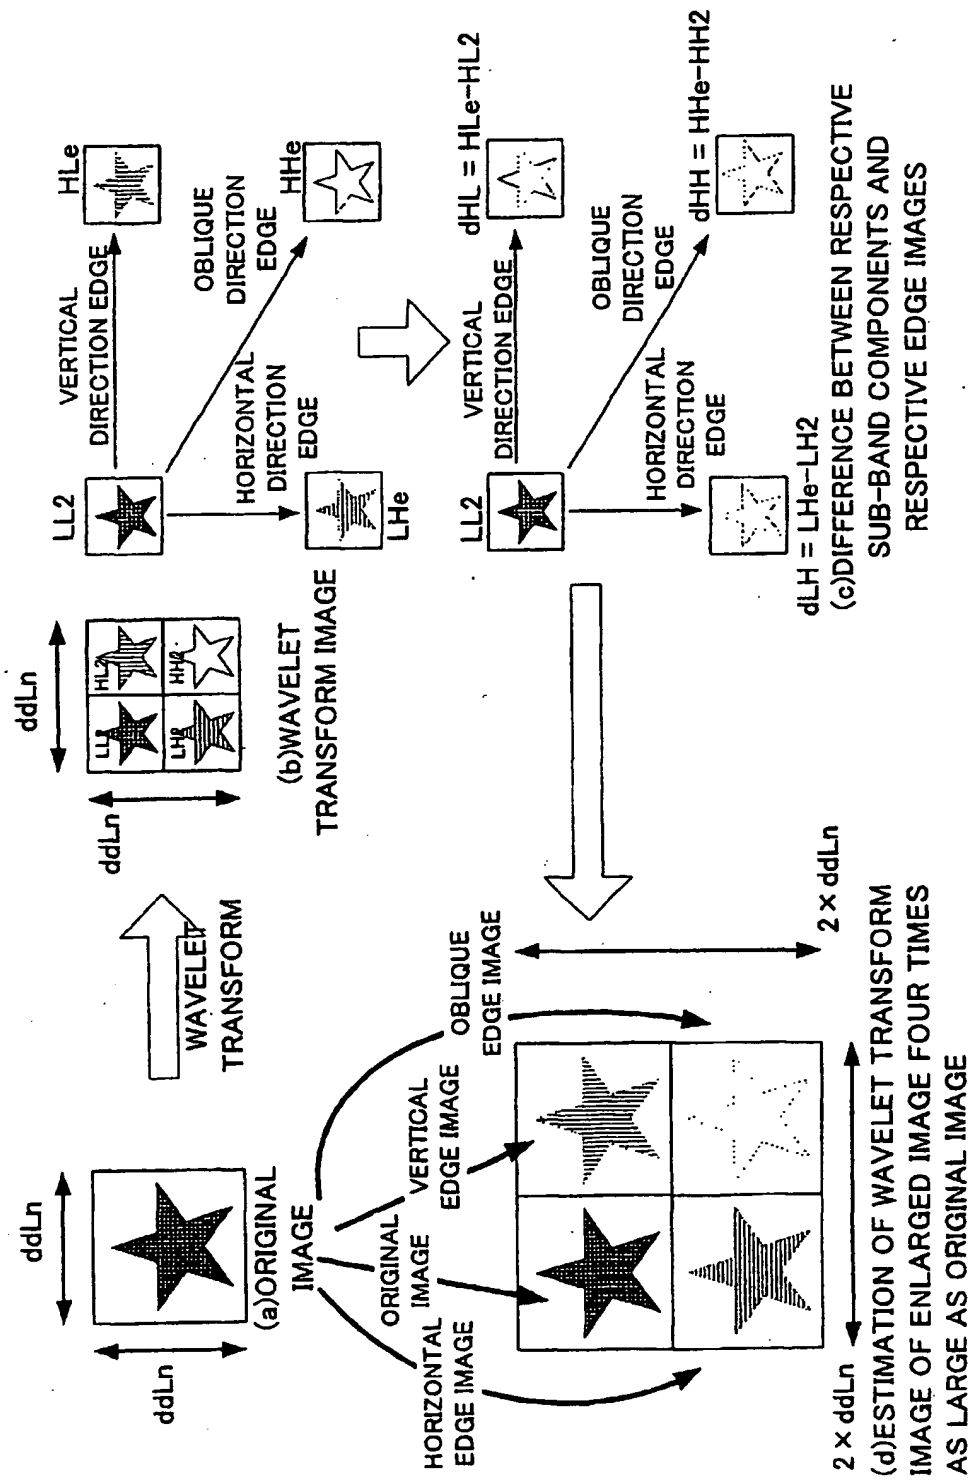 ddLn
ddLn
(a)ORIGINAL
IMAGE
WAVELET
TRANSFORM
ddLn
ddLn
LL2
HL2
LH2
HH2
(b)WAVELET
TRANSFORM IMAGE
LL2
VERTICAL
DIRECTION EDGE
HLe
HORIZONTAL
DIRECTION
EDGE
OBLIQUE
DIRECTION
EDGE
LHe
HHe
LL2
VERTICAL
DIRECTION EDGE
dHL = HLe-HL2
HORIZONTAL
DIRECTION
EDGE
OBLIQUE
DIRECTION
EDGE
dLH = LHe-LH2
dHH = HHe-HH2
(c)DIFFERENCE BETWEEN RESPECTIVE
SUB-BAND COMPONENTS AND
RESPECTIVE EDGE IMAGES
HORIZONTAL
EDGE IMAGE
ORIGINAL
IMAGE
VERTICAL
EDGE IMAGE
OBLIQUE
EDGE IMAGE
2 × ddLn
2 × ddLn
(d)ESTIMATION OF WAVELET TRANSFORM
IMAGE OF ENLARGED IMAGE FOUR TIMES
AS LARGE AS ORIGINAL IMAGE